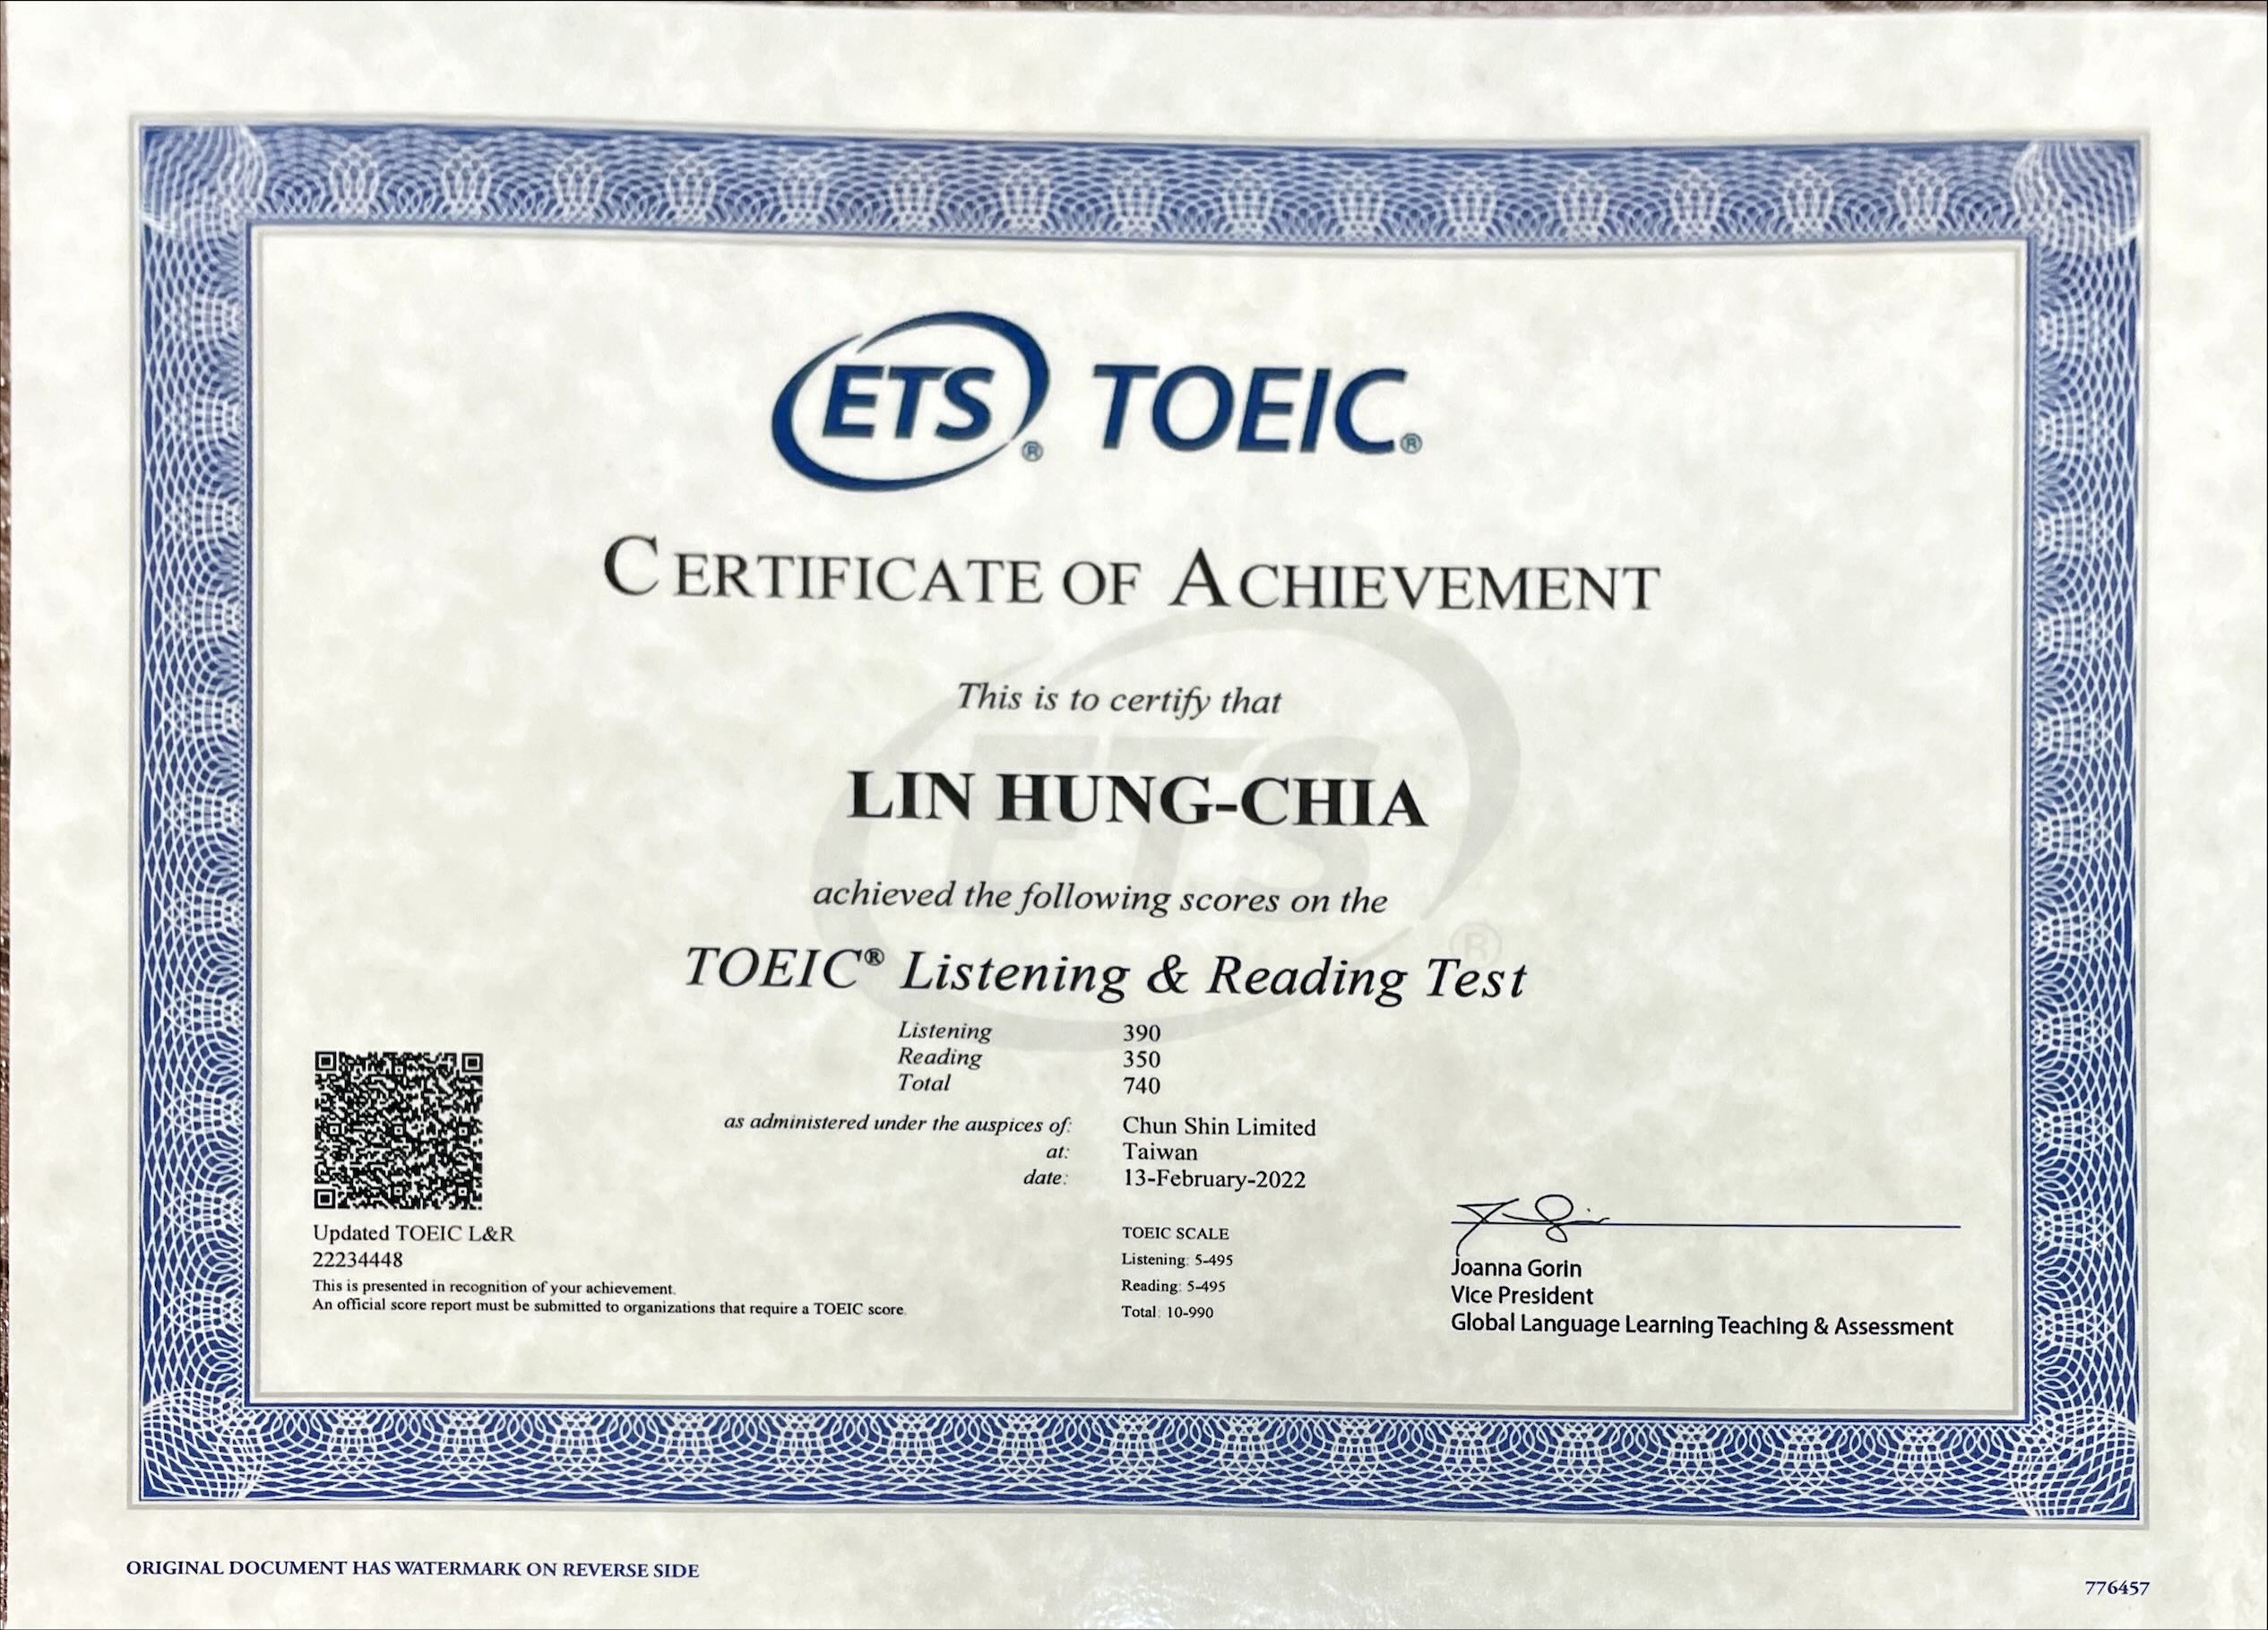 ETS® TOEIC®
CERTIFICATE OF ACHIEVEMENT
This is to certify that
LIN HUNG-CHIA
achieved the following scores on the
TOEIC® Listening & Reading Test
Listening 390
Reading 350
Total 740
as administered under the auspices of: Chun Shin Limited
at: Taiwan
date: 13-February-2022
Updated TOEIC L&R
22234448
This is presented in recognition of your achievement.
An official score report must be submitted to organizations that require a TOEIC score.
TOEIC SCALE
Listening: 5-495
Reading: 5-495
Total: 10-990
Joanna Gorin
Vice President
Global Language Learning Teaching & Assessment
ORIGINAL DOCUMENT HAS WATERMARK ON REVERSE SIDE
776457
ETS®